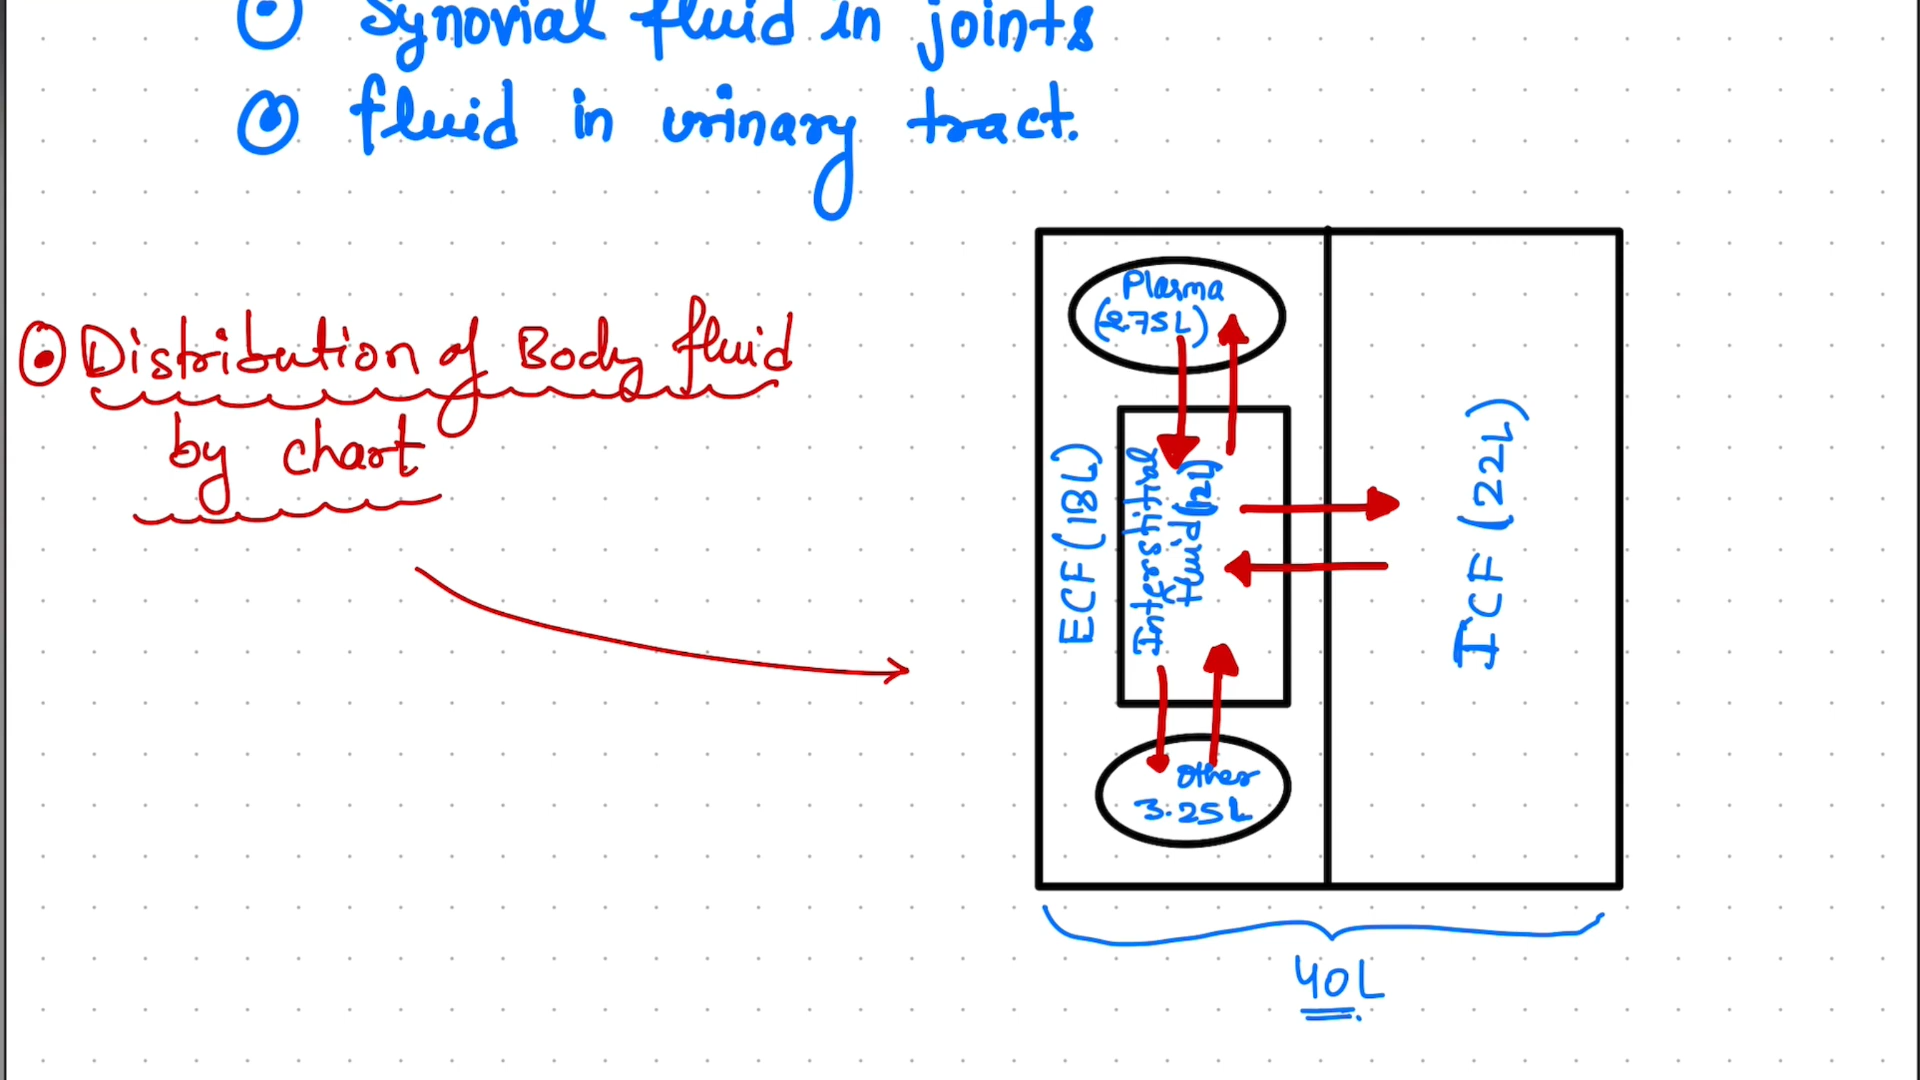 Synovial fluid in joints
fluid in urinary tract.
Distribution of Body fluid
by chart
Plasma
(2.75L)
ECF (18L)
Interstitial
fluid (12L)
ICF (22L)
Other
3.25L
40L